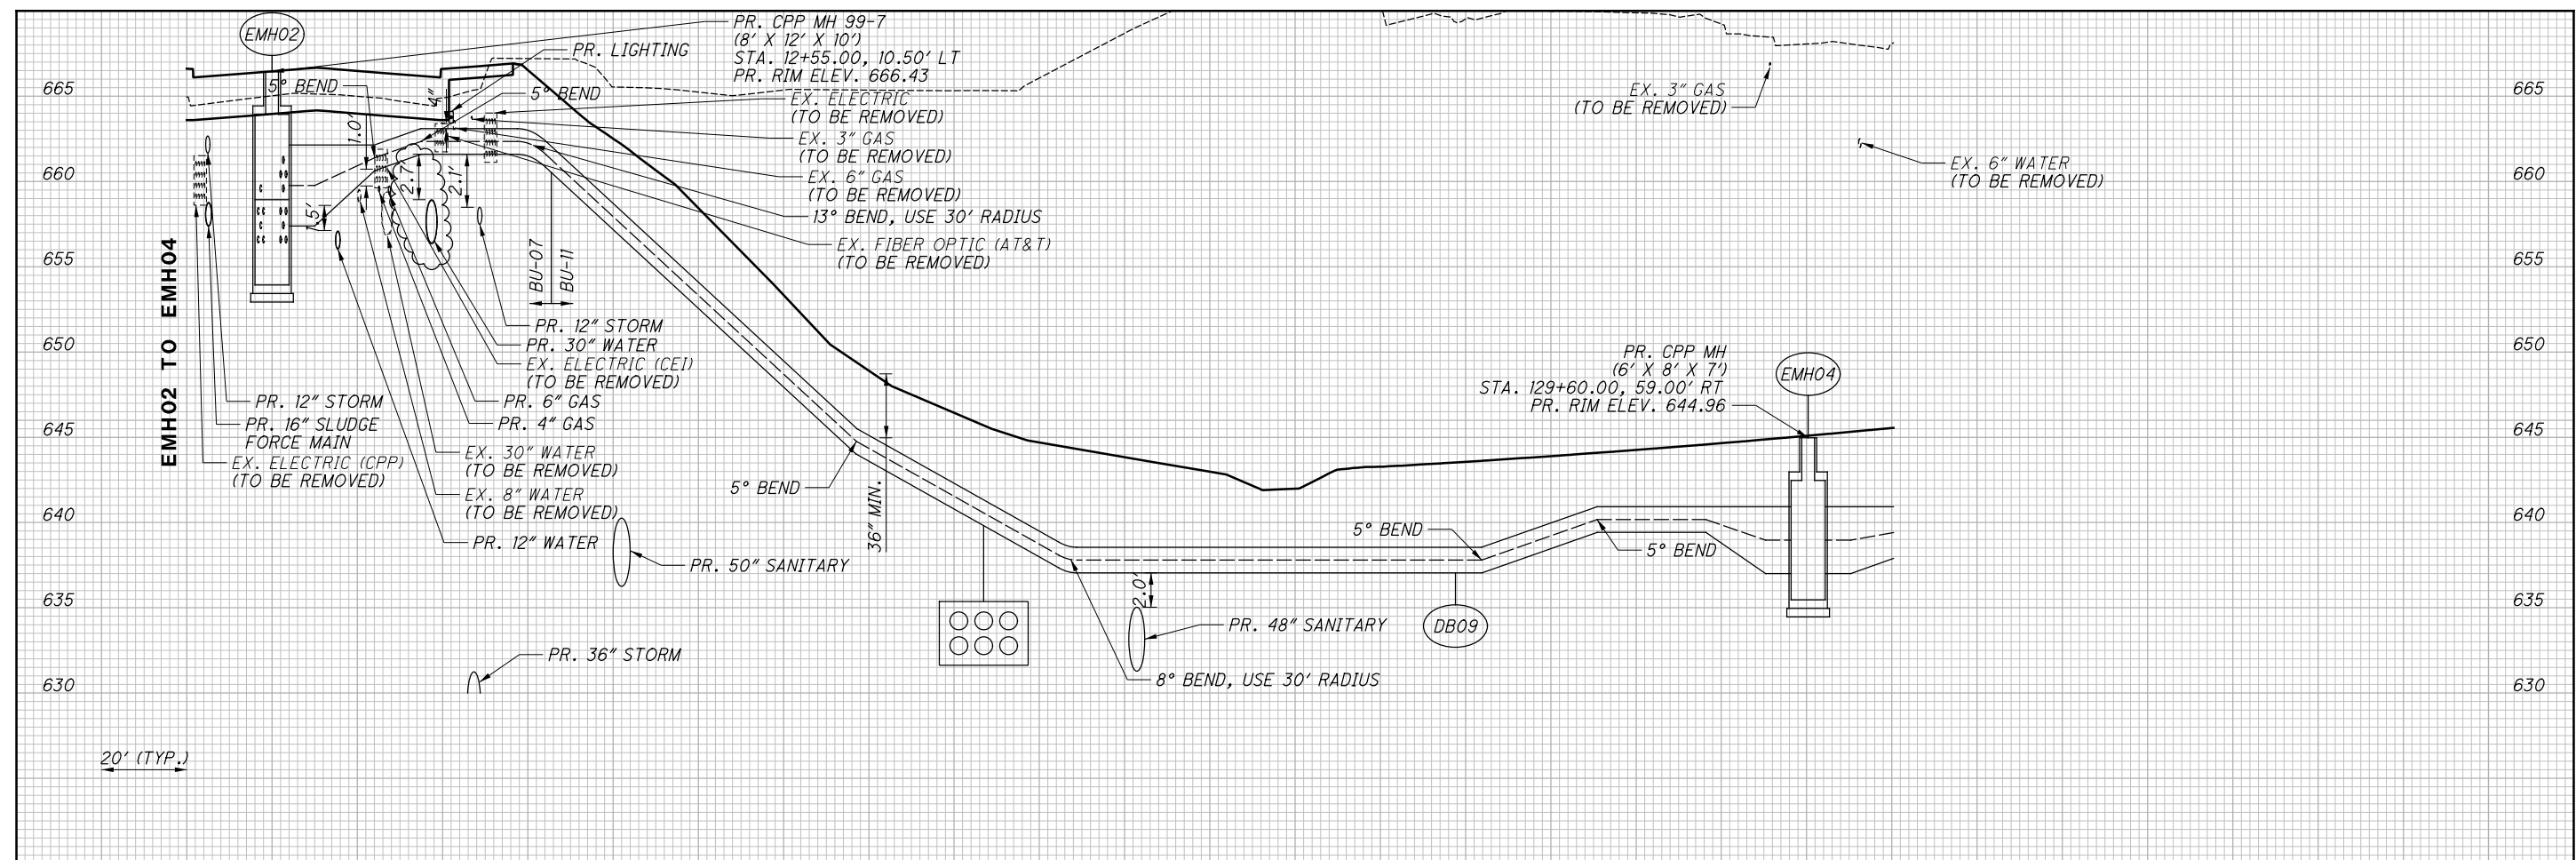 EMH02
PR. CPP MH 99-7
(8' X 12' X 10')
STA. 12+55.00, 10.50' LT
PR. RIM ELEV. 666.43
PR. LIGHTING
5° BEND
4"
5° BEND
EX. ELECTRIC
(TO BE REMOVED)
EX. 3" GAS
(TO BE REMOVED)
EX. 6" GAS
(TO BE REMOVED)
13° BEND, USE 30' RADIUS
EX. FIBER OPTIC (AT&T)
(TO BE REMOVED)
EX. 3" GAS
(TO BE REMOVED)
EX. 6" WATER
(TO BE REMOVED)
665
660
655
650
645
640
635
630
665
660
655
650
645
640
635
630
1.0'
2.7'
2.1'
BU-07
BU-11
EMH02 TO EMH04
PR. 12" STORM
PR. 30" WATER
EX. ELECTRIC (CEI)
(TO BE REMOVED)
PR. 6" GAS
PR. 4" GAS
PR. 12" STORM
PR. 16" SLUDGE
FORCE MAIN
EX. ELECTRIC (CPP)
(TO BE REMOVED)
EX. 30" WATER
(TO BE REMOVED)
EX. 8" WATER
(TO BE REMOVED)
PR. 12" WATER
PR. 50" SANITARY
PR. 36" STORM
5° BEND
36" MIN.
2.0'
PR. 48" SANITARY
8° BEND, USE 30' RADIUS
DB09
5° BEND
5° BEND
PR. CPP MH
(6' X 8' X 7')
STA. 129+60.00, 59.00' RT
PR. RIM ELEV. 644.96
EMH04
20' (TYP.)